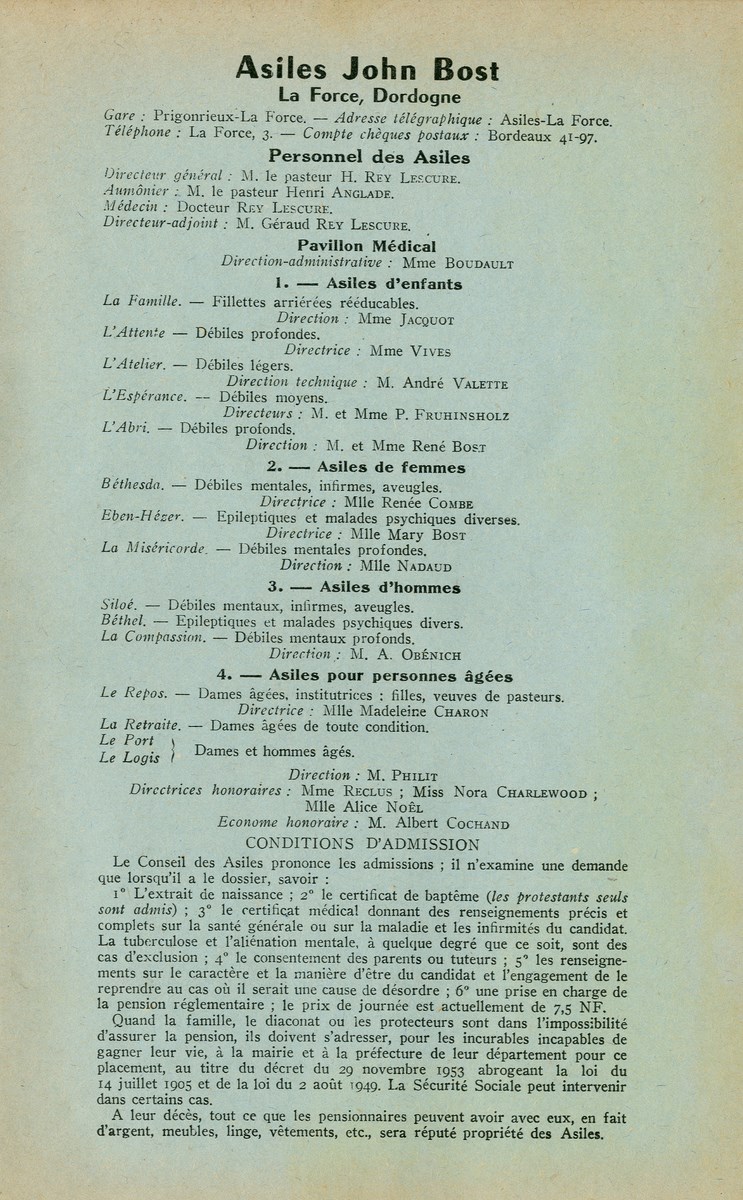 Asiles John Bost
La Force, Dordogne
Gare : Prigonrieux-La Force. — Adresse télégraphique : Asiles-La Force.
Téléphone : La Force, 3. — Compte chèques postaux : Bordeaux 41-97.
Personnel des Asiles
Directeur général : M. le pasteur H. REY LESCURE.
Aumônier : M. le pasteur Henri ANGLADE.
Médecin : Docteur REY LESCURE.
Directeur-adjoint : M. Géraud REY LESCURE.
Pavillon Médical
Direction-administrative : Mme BOUDAULT
1. — Asiles d'enfants
La Famille. — Fillettes arriérées rééducables.
Direction : Mme JACQUOT
L'Attente — Débiles profondes.
Directrice : Mme VIVES
L'Atelier. — Débiles légers.
Direction technique : M. André VALETTE
L'Espérance. — Débiles moyens.
Directeurs : M. et Mme P. FRUHINSHOLZ
L'Abri. — Débiles profonds.
Direction : M. et Mme René BOST
2. — Asiles de femmes
Béthesda. — Débiles mentales, infirmes, aveugles.
Directrice : Mlle Renée COMBE
Eben-Hézer. — Epileptiques et malades psychiques diverses.
Directrice : Mlle Mary BOST
La Miséricorde. — Débiles mentales profondes.
Direction : Mlle NADAUD
3. — Asiles d'hommes
Siloé. — Débiles mentaux, infirmes, aveugles.
Béthel. — Epileptiques et malades psychiques divers.
La Compassion. — Débiles mentaux profonds.
Direction : M. A. OBÉNICH
4. — Asiles pour personnes âgées
Le Repos. — Dames âgées, institutrices : filles, veuves de pasteurs.
Directrice : Mlle Madeleine CHARON
La Retraite. — Dames âgées de toute condition.
Le Port
Le Logis } Dames et hommes âgés.
Direction : M. PHILIT
Directrices honoraires : Mme RECLUS ; Miss Nora CHARLEWOOD ;
Mlle Alice NOËL
Econome honoraire : M. Albert COCHAND
CONDITIONS D'ADMISSION
Le Conseil des Asiles prononce les admissions ; il n'examine une demande
que lorsqu'il a le dossier, savoir :
1° L'extrait de naissance ; 2° le certificat de baptême (les protestants seuls
sont admis) ; 3° le certificat médical donnant des renseignements précis et
complets sur la santé générale ou sur la maladie et les infirmités du candidat.
La tuberculose et l'aliénation mentale, à quelque degré que ce soit, sont des
cas d'exclusion ; 4° le consentement des parents ou tuteurs ; 5° les renseigne-
ments sur le caractère et la manière d'être du candidat et l'engagement de le
reprendre au cas où il serait une cause de désordre ; 6° une prise en charge de
la pension réglementaire ; le prix de journée est actuellement de 7,5 NF.
Quand la famille, le diaconat ou les protecteurs sont dans l'impossibilité
d'assurer la pension, ils doivent s'adresser, pour les incurables incapables de
gagner leur vie, à la mairie et à la préfecture de leur département pour ce
placement, au titre du décret du 29 novembre 1953 abrogeant la loi du
14 juillet 1905 et de la loi du 2 août 1949. La Sécurité Sociale peut intervenir
dans certains cas.
A leur décès, tout ce que les pensionnaires peuvent avoir avec eux, en fait
d'argent, meubles, linge, vêtements, etc., sera réputé propriété des Asiles.